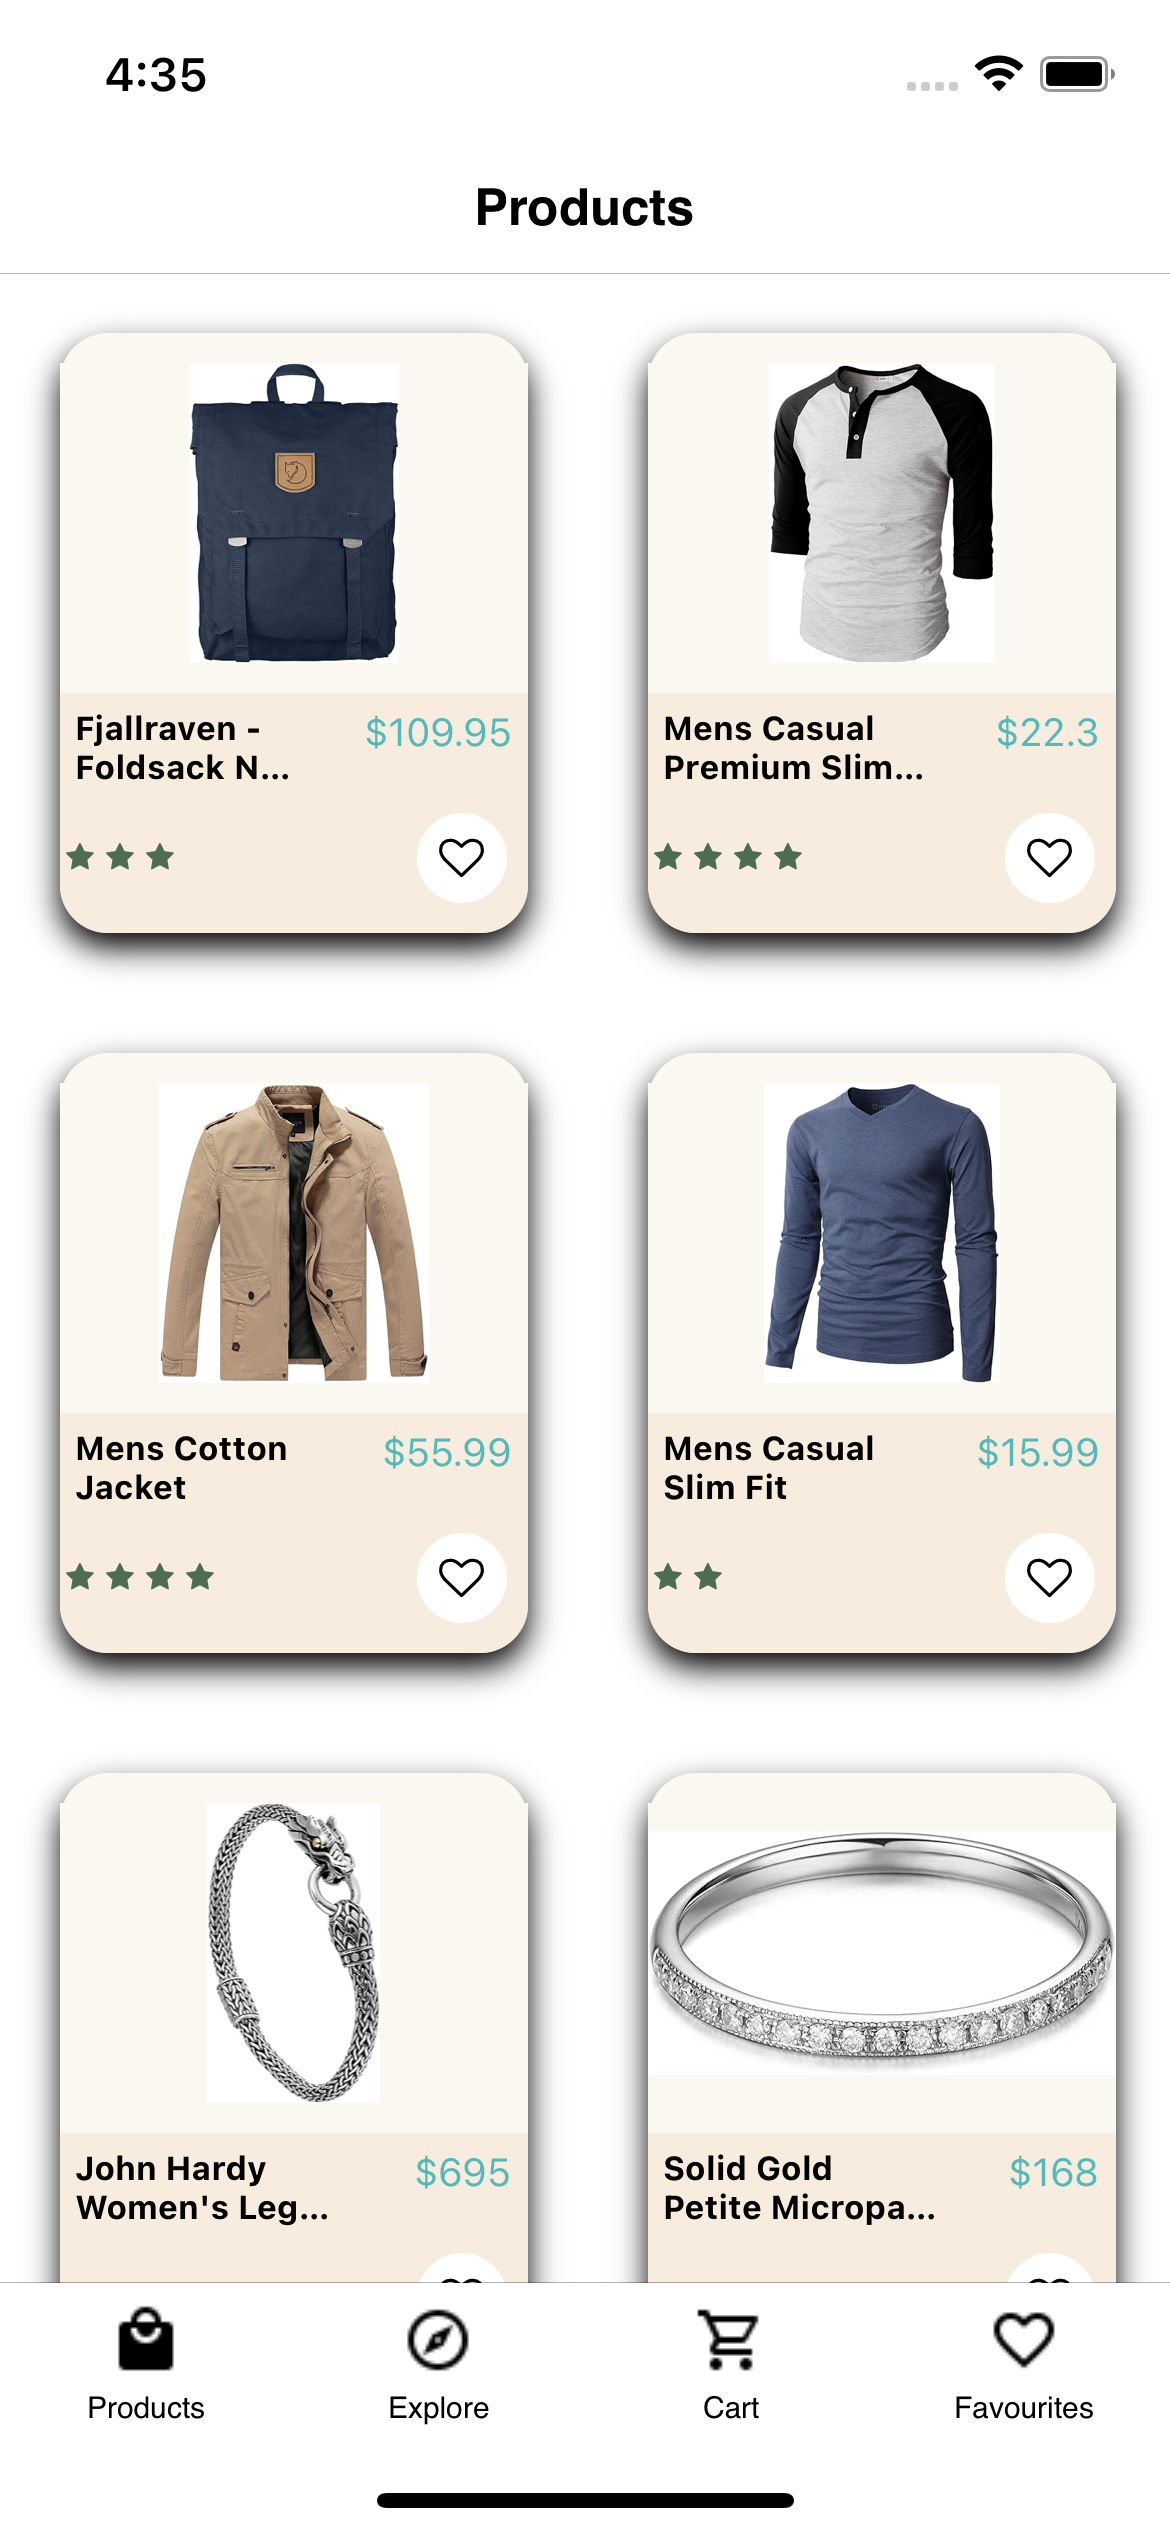 4:35
Products
Fjallraven -
Foldsack N...
$109.95
Mens Casual
Premium Slim...
$22.3
Mens Cotton
Jacket
$55.99
Mens Casual
Slim Fit
$15.99
John Hardy
Women's Leg...
$695
Solid Gold
Petite Micropa...
$168
Products
Explore
Cart
Favourites